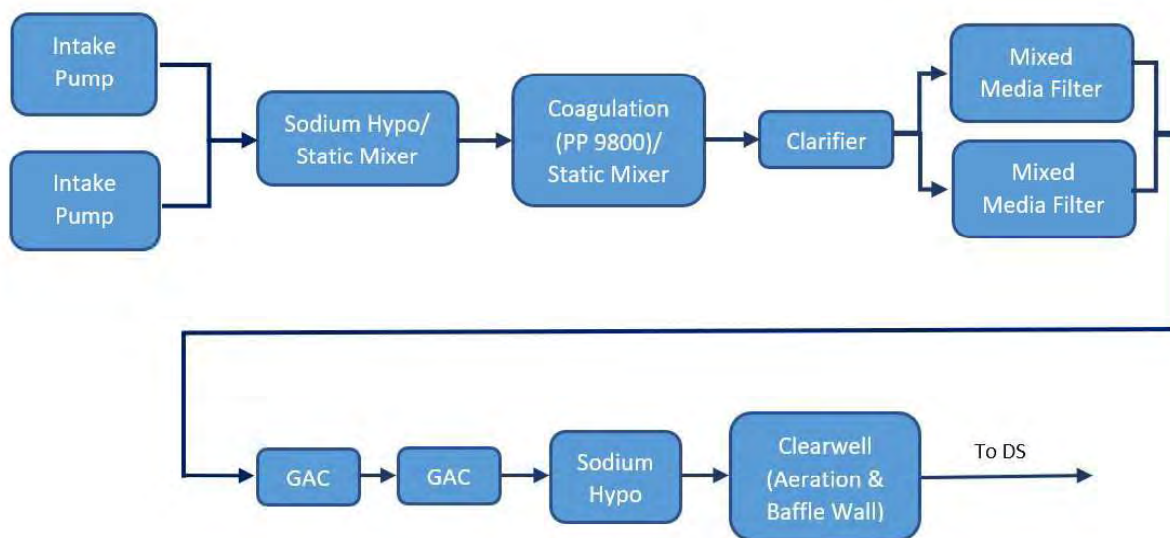 Intake
Pump
Intake
Pump
Sodium Hypo/
Static Mixer
Coagulation
(PP 9800)/
Static Mixer
Clarifier
Mixed
Media Filter
Mixed
Media Filter
GAC
GAC
Sodium
Hypo
Clearwell
(Aeration &
Baffle Wall)
To DS